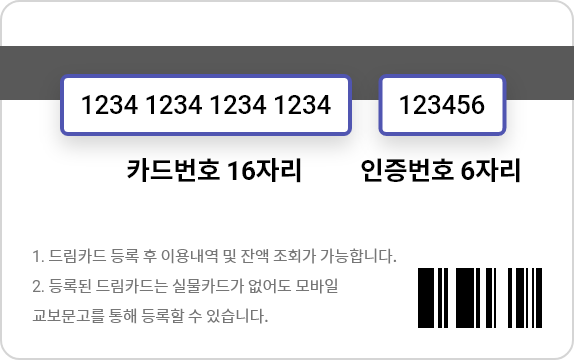 1234 1234 1234 1234 123456
카드번호 16자리 인증번호 6자리
1. 드림카드 등록 후 이용내역 및 잔액 조회가 가능합니다.
2. 등록된 드림카드는 실물카드가 없어도 모바일
교보문고를 통해 등록할 수 있습니다.